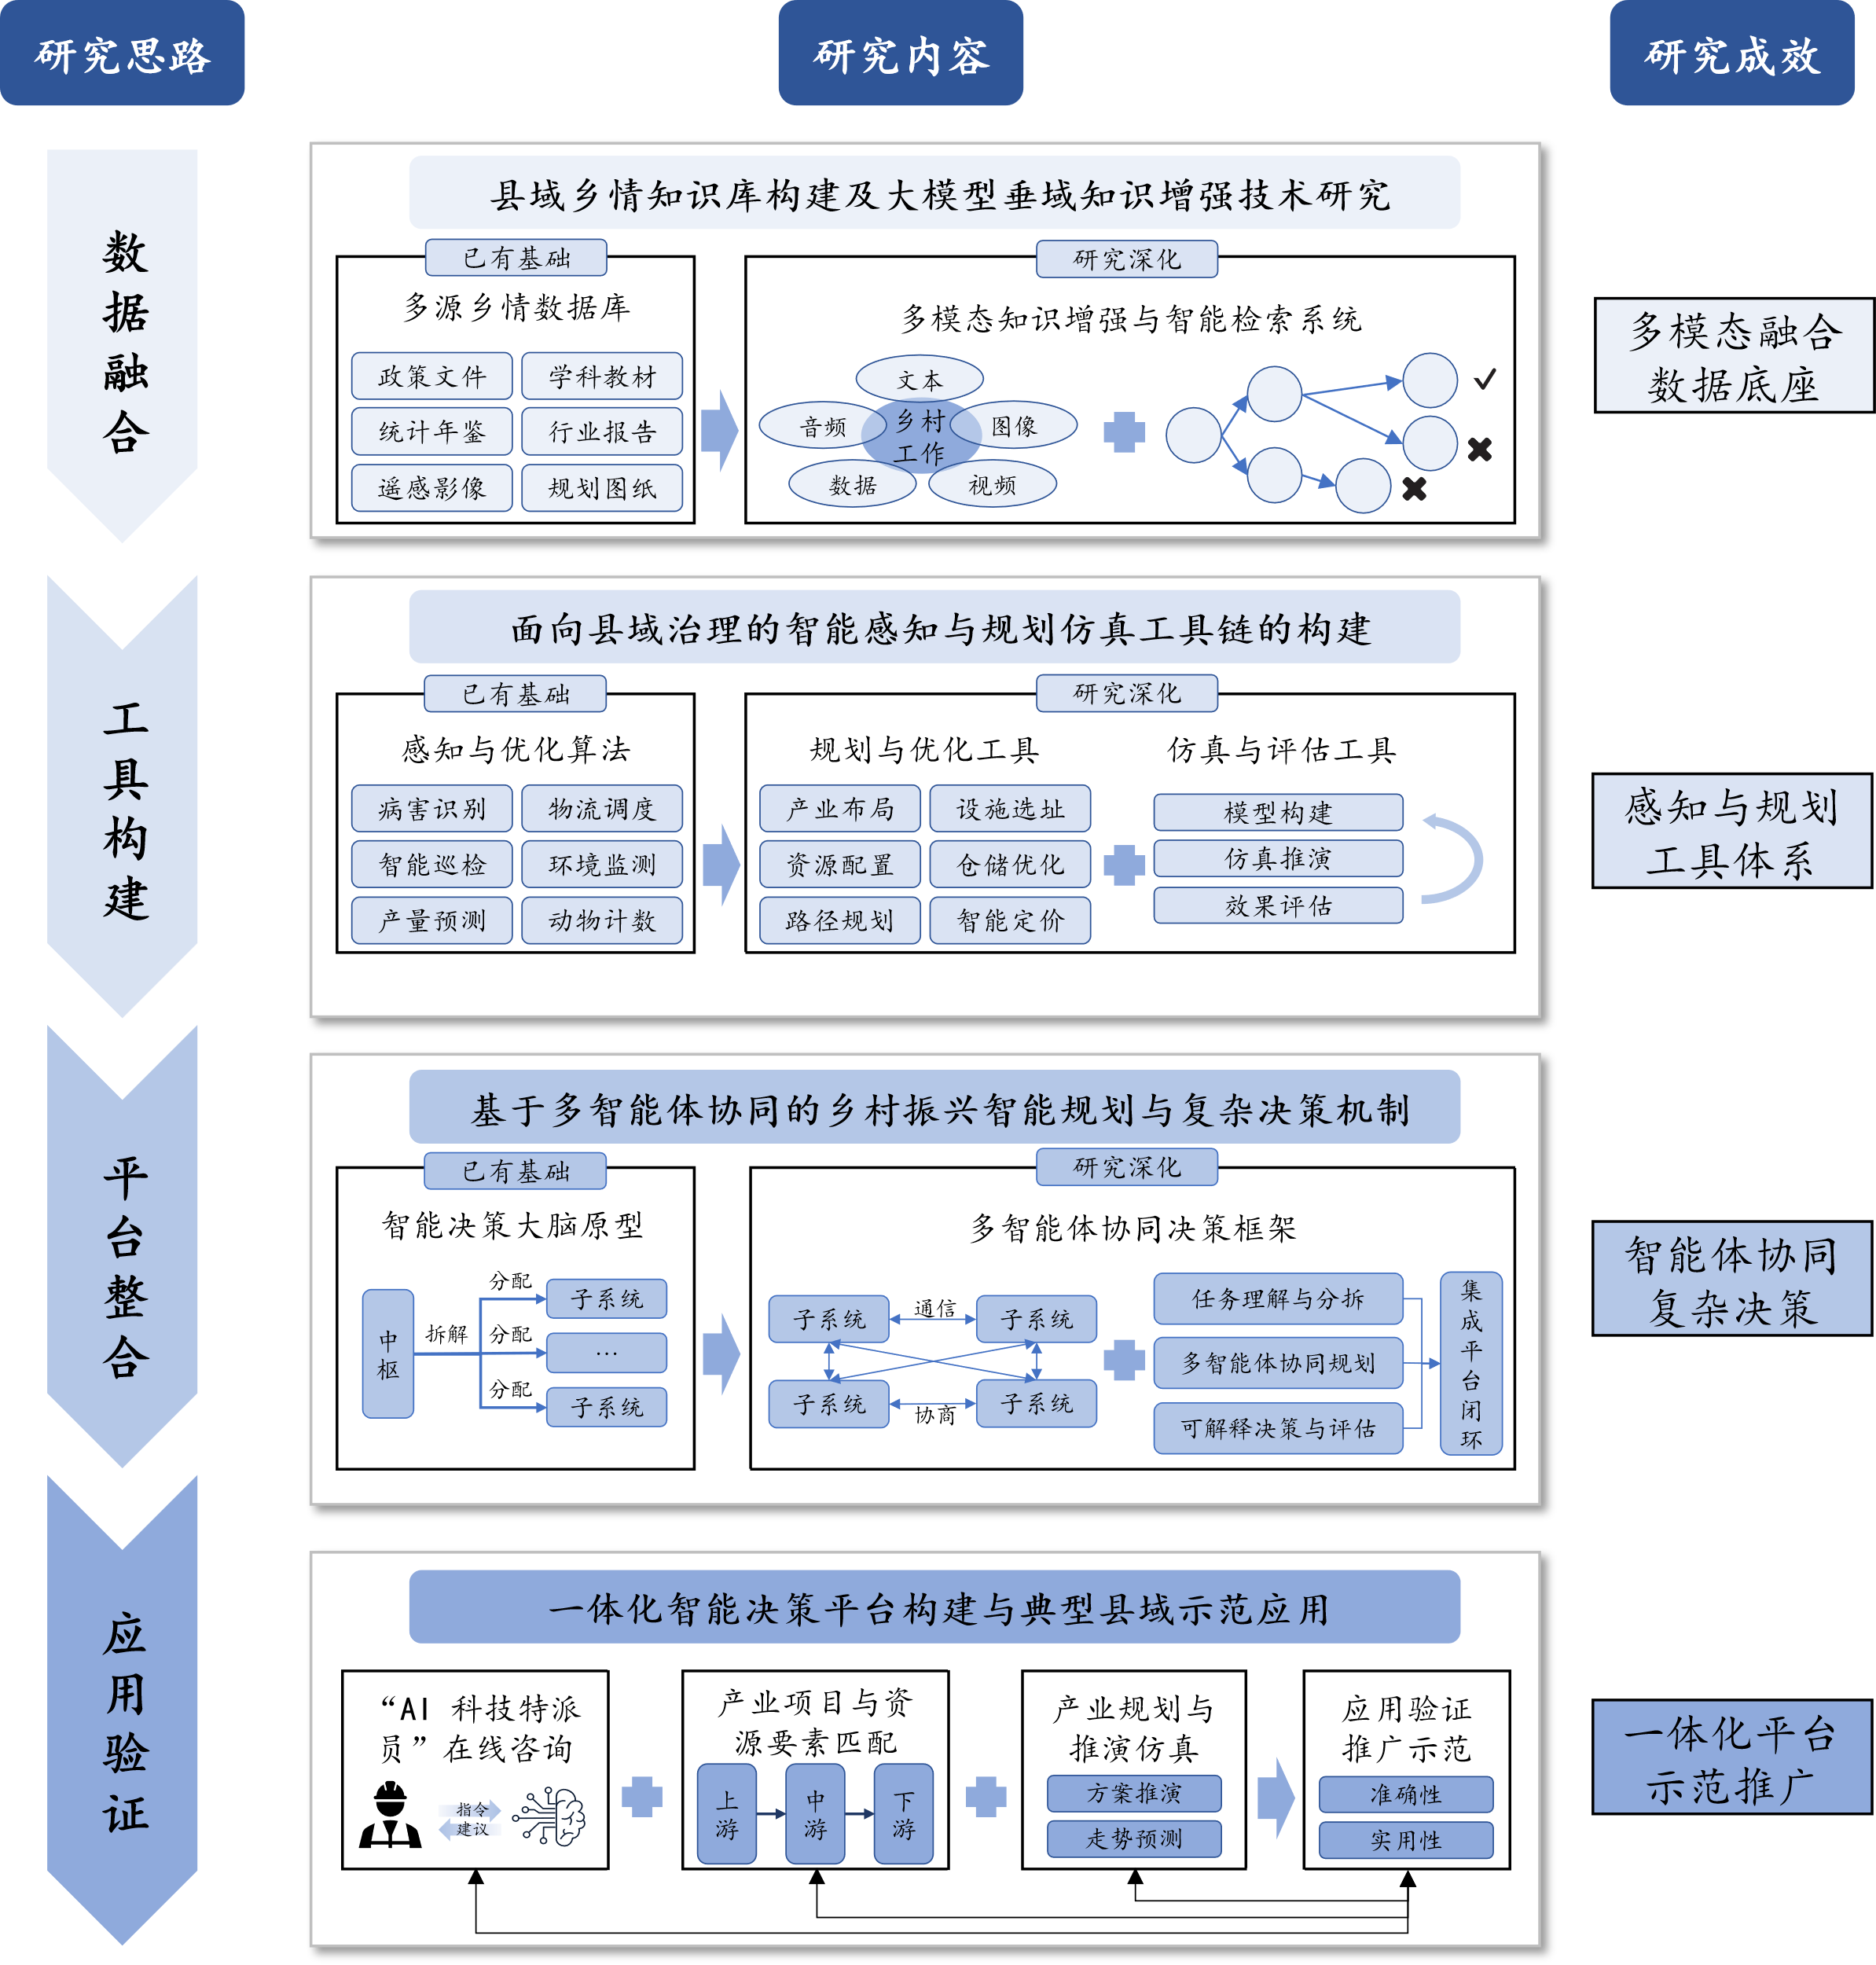 研究思路
研究内容
研究成效
数据融合
县域乡情知识库构建及大模型垂域知识增强技术研究
已有基础
多源乡情数据库
政策文件
学科教材
统计年鉴
行业报告
遥感影像
规划图纸
研究深化
多模态知识增强与智能检索系统
文本
音频
乡村
工作
图像
数据
视频
多模态融合
数据底座
工具构建
面向县域治理的智能感知与规划仿真工具链的构建
已有基础
感知与优化算法
病害识别
物流调度
智能巡检
环境监测
产量预测
动物计数
研究深化
规划与优化工具
产业布局
设施选址
资源配置
仓储优化
路径规划
智能定价
仿真与评估工具
模型构建
仿真推演
效果评估
感知与规划
工具体系
平台整合
基于多智能体协同的乡村振兴智能规划与复杂决策机制
已有基础
智能决策大脑原型
中枢
拆解
分配
子系统
分配
…
分配
子系统
研究深化
多智能体协同决策框架
子系统
通信
子系统
子系统
协商
子系统
任务理解与分拆
多智能体协同规划
可解释决策与评估
集成平台闭环
智能体协同
复杂决策
应用验证
一体化智能决策平台构建与典型县域示范应用
“AI 科技特派
员”在线咨询
指令
建议
产业项目与资
源要素匹配
上游
中游
下游
产业规划与
推演仿真
方案推演
走势预测
应用验证
推广示范
准确性
实用性
一体化平台
示范推广